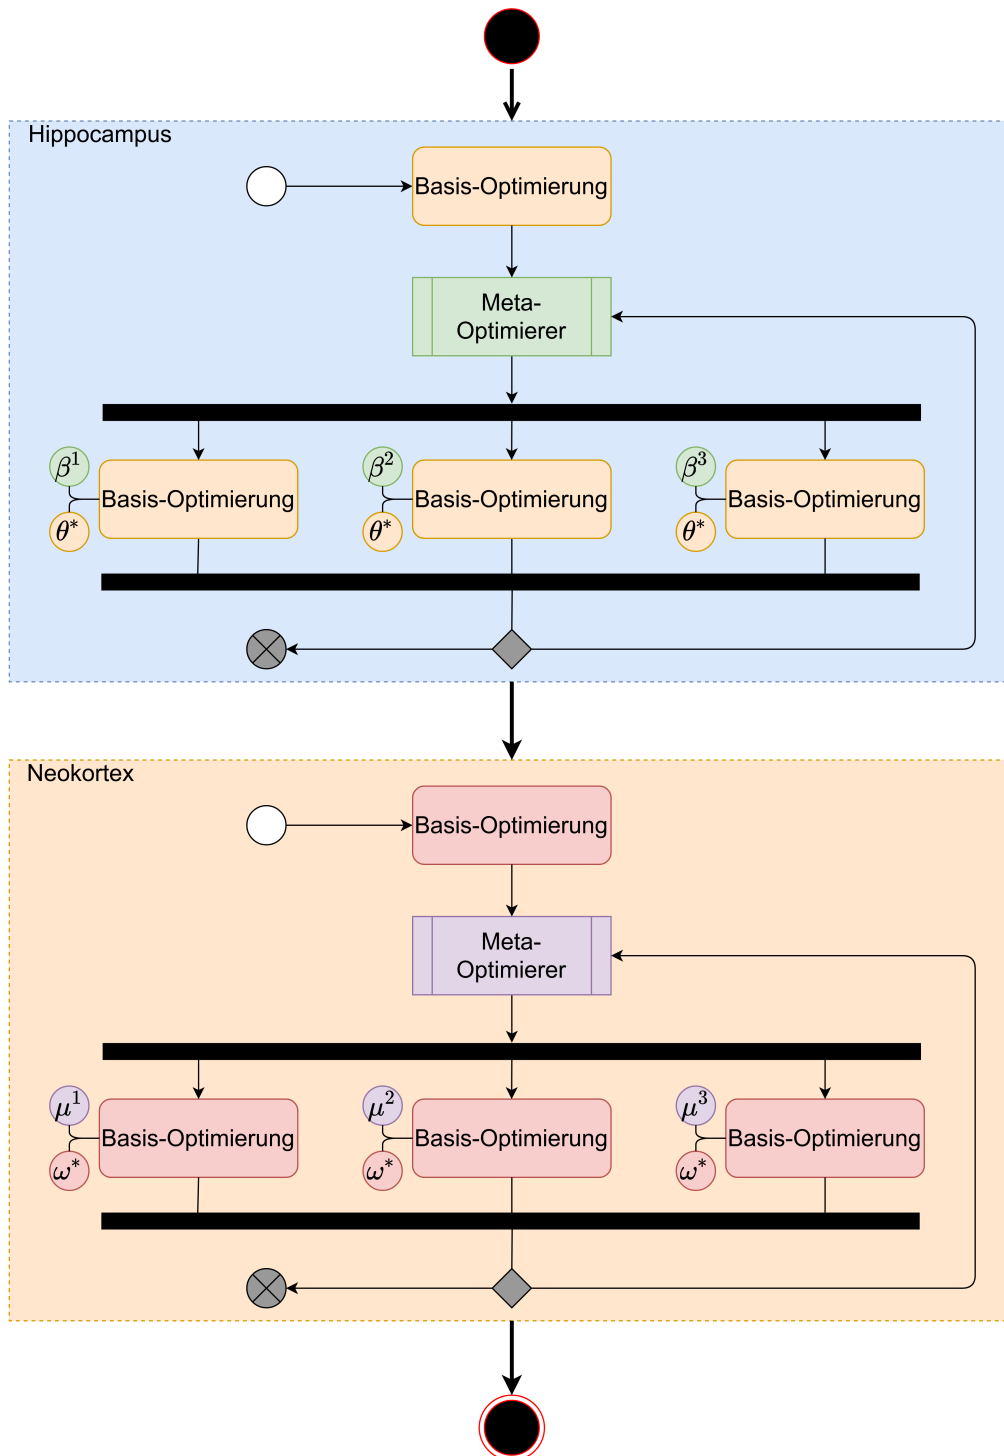 Hippocampus
Basis-Optimierung
Meta-
Optimierer
β¹ β² β³
Basis-Optimierung Basis-Optimierung Basis-Optimierung
θ* θ* θ*
Neokortex
Basis-Optimierung
Meta-
Optimierer
μ¹ μ² μ³
Basis-Optimierung Basis-Optimierung Basis-Optimierung
ω* ω* ω*